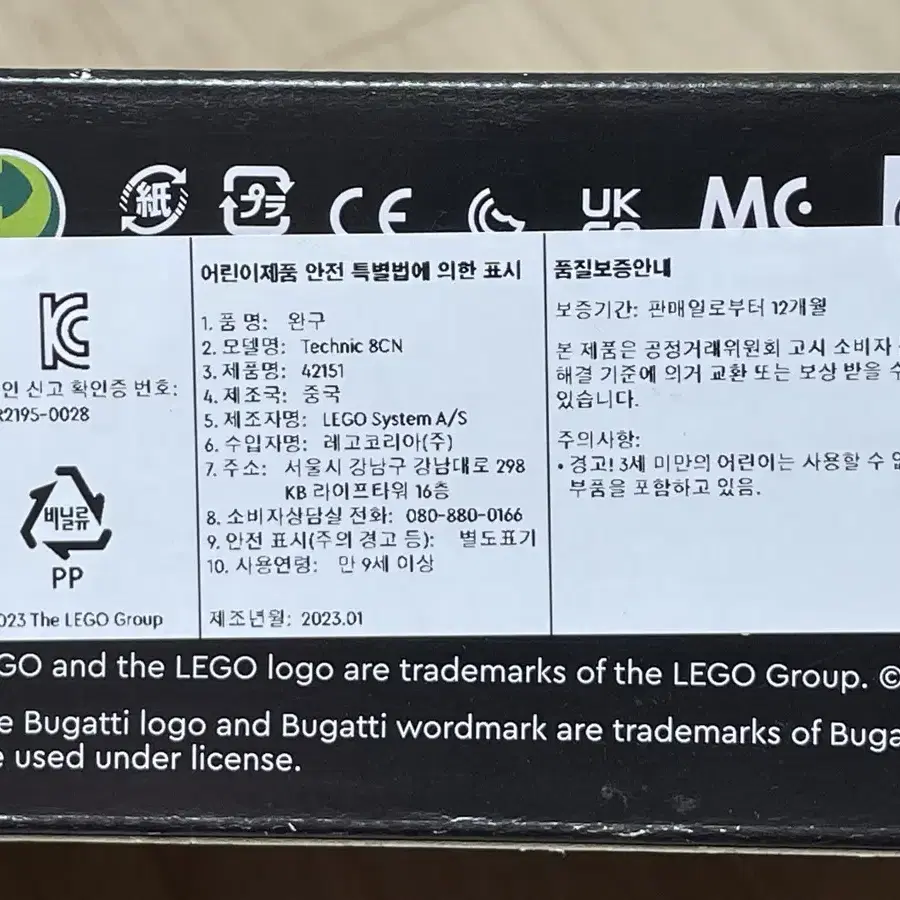 紙
プラ
CE
UK
MC
어린이제품 안전 특별법에 의한 표시
1. 품 명: 완구
2. 모델명: Technic 8CN
3. 제품명: 42151
4. 제조국: 중국
5. 제조자명: LEGO System A/S
6. 수입자명: 레고코리아(주)
7. 주소: 서울시 강남구 강남대로 298
KB 라이프타워 16층
8. 소비자상담실 전화: 080-880-0166
9. 안전 표시(주의 경고 등): 별도표기
10. 사용연령: 만 9세 이상
제조년월: 2023.01
품질보증안내
보증기간: 판매일로부터 12개월
본 제품은 공정거래위원회 고시 소비자
해결 기준에 의거 교환 또는 보상 받을 수
있습니다.
주의사항:
• 경고! 3세 미만의 어린이는 사용할 수
부품을 포함하고 있음.
KC
인 신고 확인증 번호:
2195-0028
비닐류
PP
023 The LEGO Group
GO and the LEGO logo are trademarks of the LEGO Group. ©
e Bugatti logo and Bugatti wordmark are trademarks of Buga
e used under license.